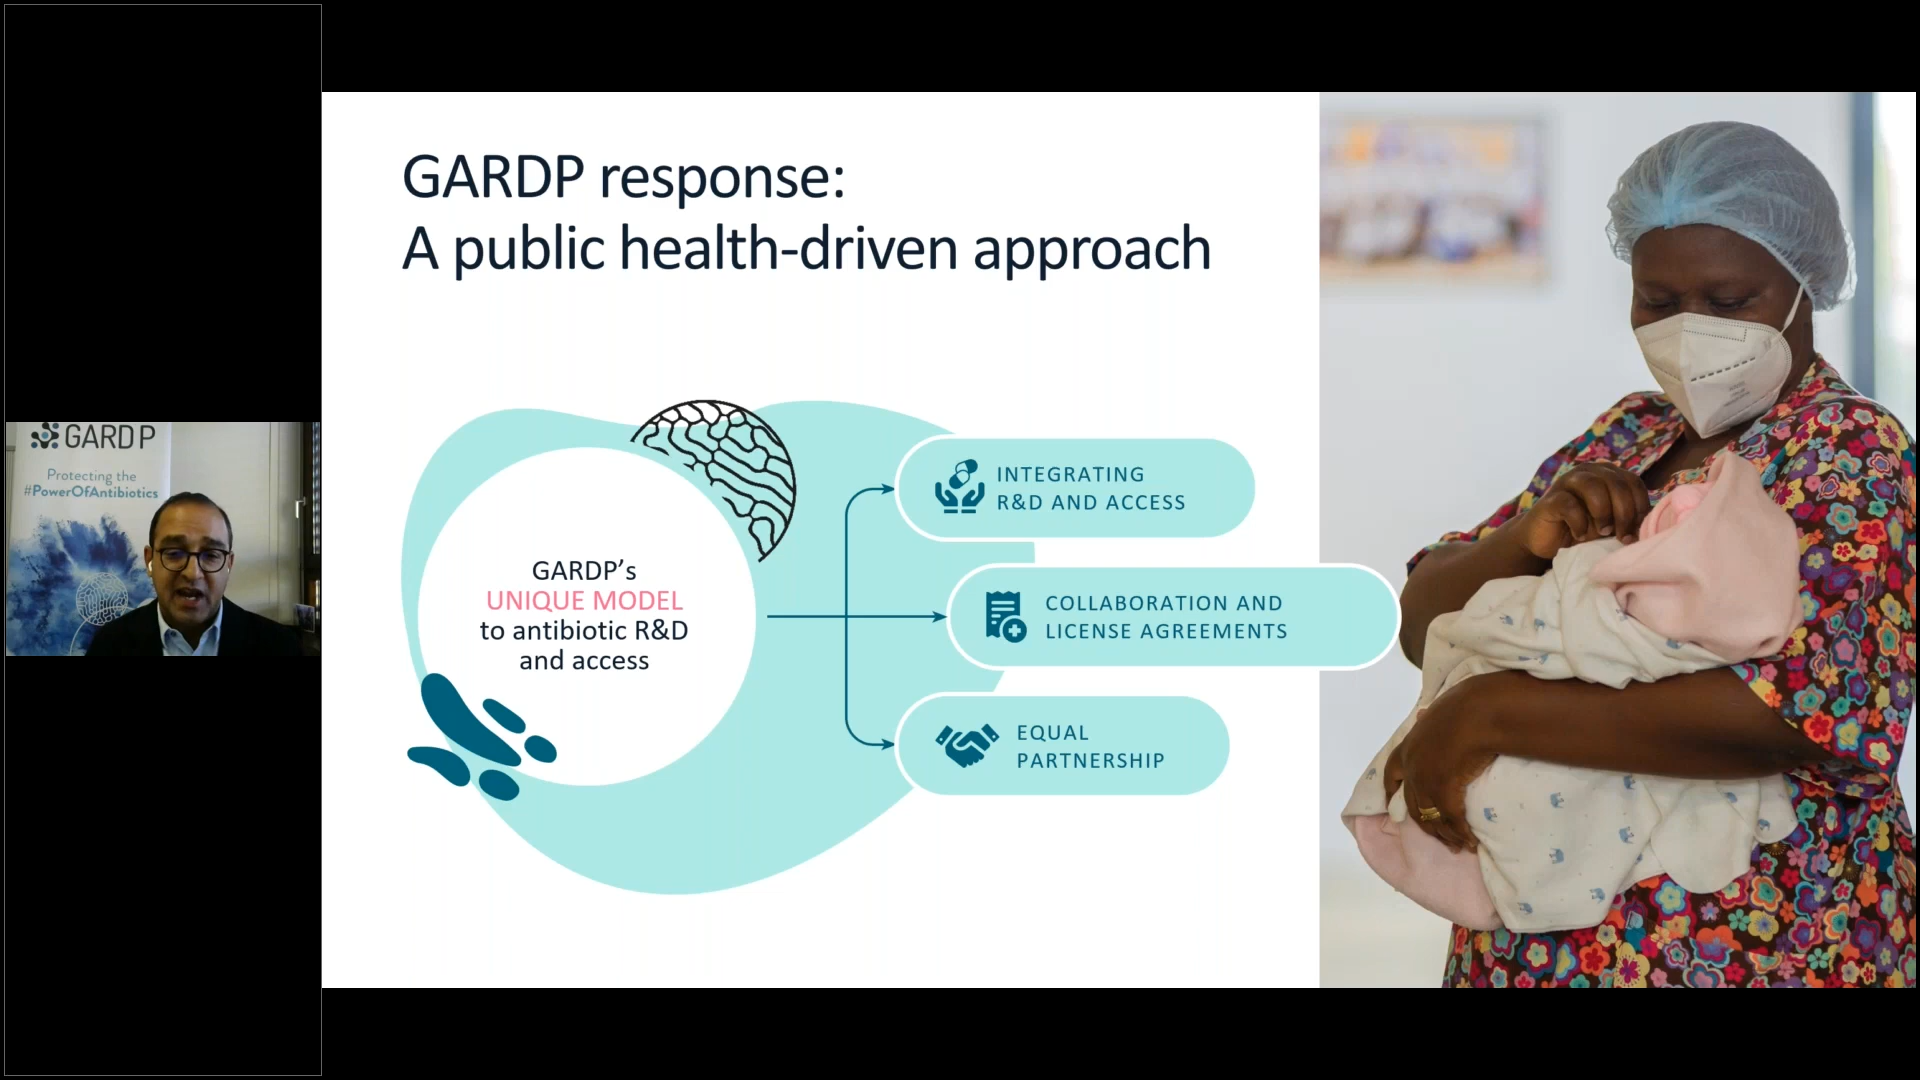 GARDP
Protecting the
#PowerOfAntibiotics
GARDP response:
A public health-driven approach
GARDP’s
UNIQUE MODEL
to antibiotic R&D
and access
INTEGRATING
R&D AND ACCESS
COLLABORATION AND
LICENSE AGREEMENTS
EQUAL
PARTNERSHIP